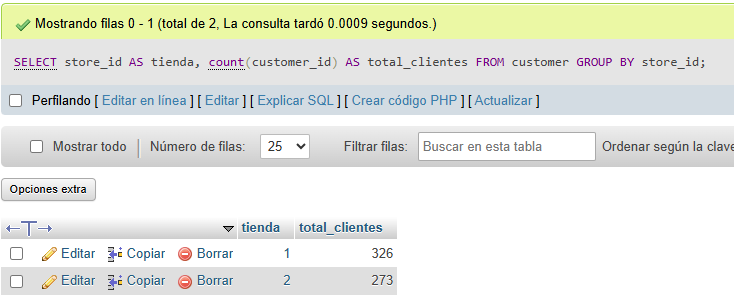 Mostrando filas 0 - 1 (total de 2, La consulta tardó 0.0009 segundos.)
SELECT store_id AS tienda, count(customer_id) AS total_clientes FROM customer GROUP BY store_id;
Perfilando [ Editar en línea ] [ Editar ] [ Explicar SQL ] [ Crear código PHP ] [ Actualizar ]
Mostrar todo | Número de filas: 25 Filtrar filas: Buscar en esta tabla Ordenar según la clave
Opciones extra
tienda total_clientes
Editar Copiar Borrar 1 326
Editar Copiar Borrar 2 273